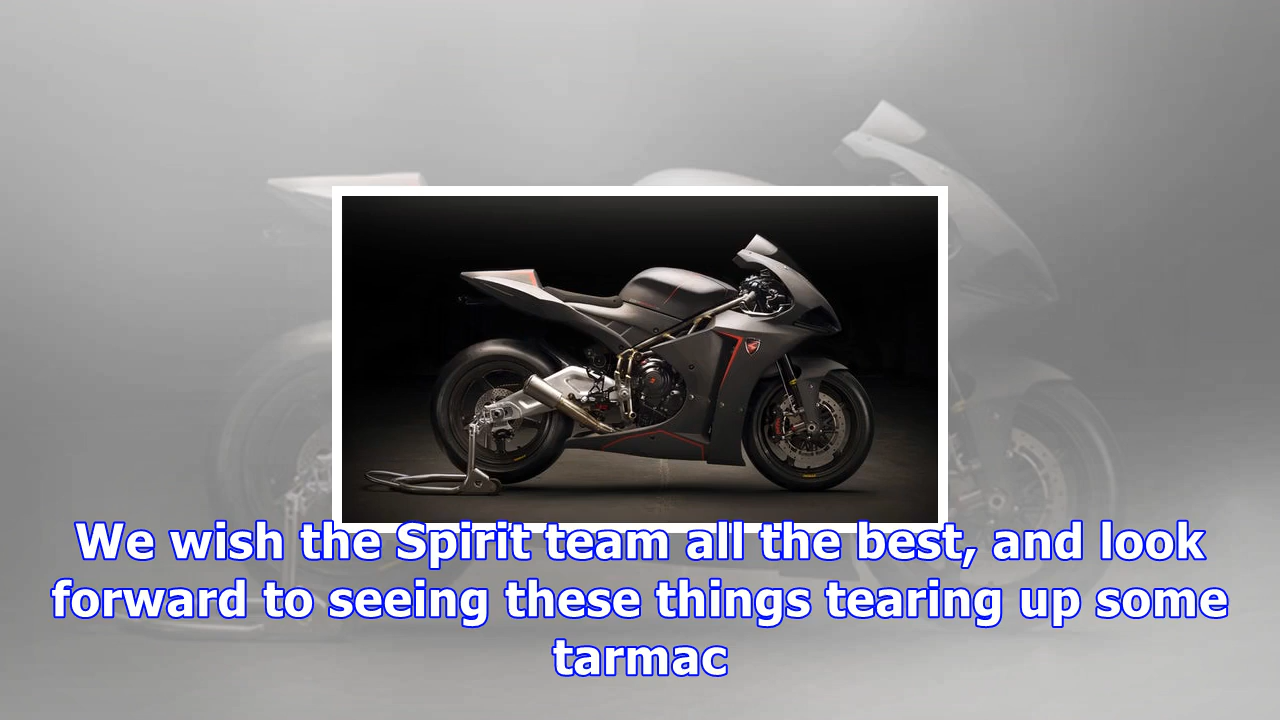 We wish the Spirit team all the best, and look
forward to seeing these things tearing up some
tarmac